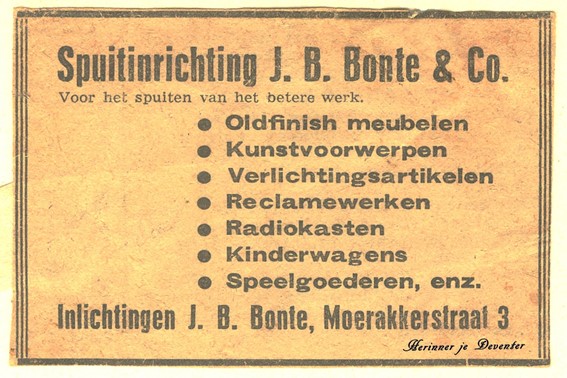 Spuitinrichting J. B. Bonte & Co.
Voor het spuiten van het betere werk.
● Oldfinish meubelen
● Kunstvoorwerpen
● Verlichtingsartikelen
● Reclamewerken
● Radiokasten
● Kinderwagens
● Speelgoederen, enz.
Inlichtingen J. B. Bonte, Moerakkerstraat 3
Herinner je Deventer